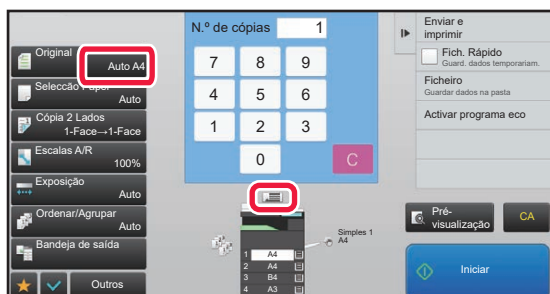 Original
Auto A4
Selecção Papel
Auto
Cópia 2 Lados
1-Face→1-Face
Escalas A/R
100%
Exposição
Auto
Ordenar/Agrupar
Auto
Bandeja de saída
Outros
N.º de cópias
1
7 8 9
4 5 6
1 2 3
0 C
Simples 1
A4
1 A4
2 A4
3 B4
4 A3
Enviar e
imprimir
Fich. Rápido
Guard. dados temporariam.
Ficheiro
Guardar dados na pasta
Activar programa eco
Pré-
visualização
CA
Iniciar